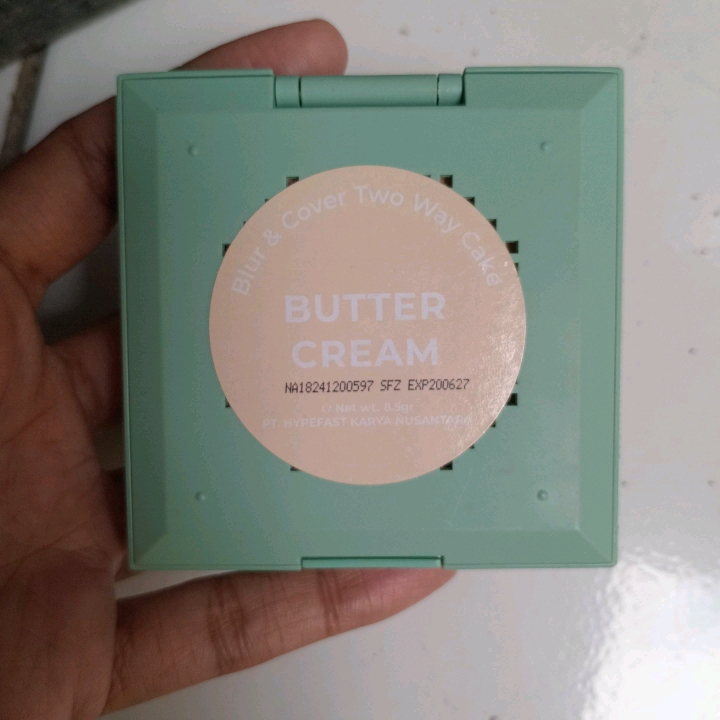 Blur & Cover Two Way Cake
BUTTER
CREAM
NA18241200597 SFZ EXP200627
Net wt. 8.5gr
PT. HYPEFAST KARYA NUSANTARA